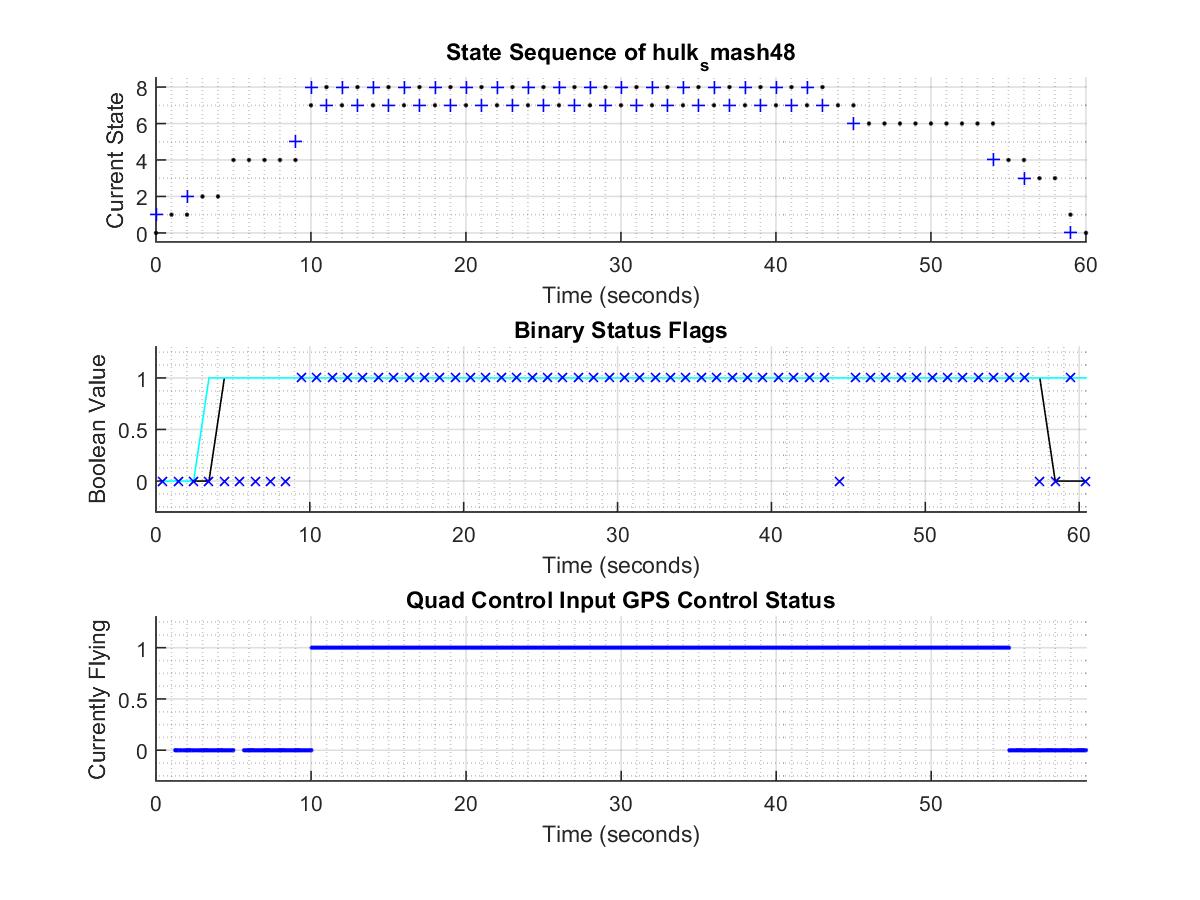 State Sequence of hulk_smash48
8
6
4
2
0
Current State
0 10 20 30 40 50 60
Time (seconds)
Binary Status Flags
1
0.5
0
Boolean Value
0 10 20 30 40 50 60
Time (seconds)
Quad Control Input GPS Control Status
1
0.5
0
Currently Flying
0 10 20 30 40 50
Time (seconds)